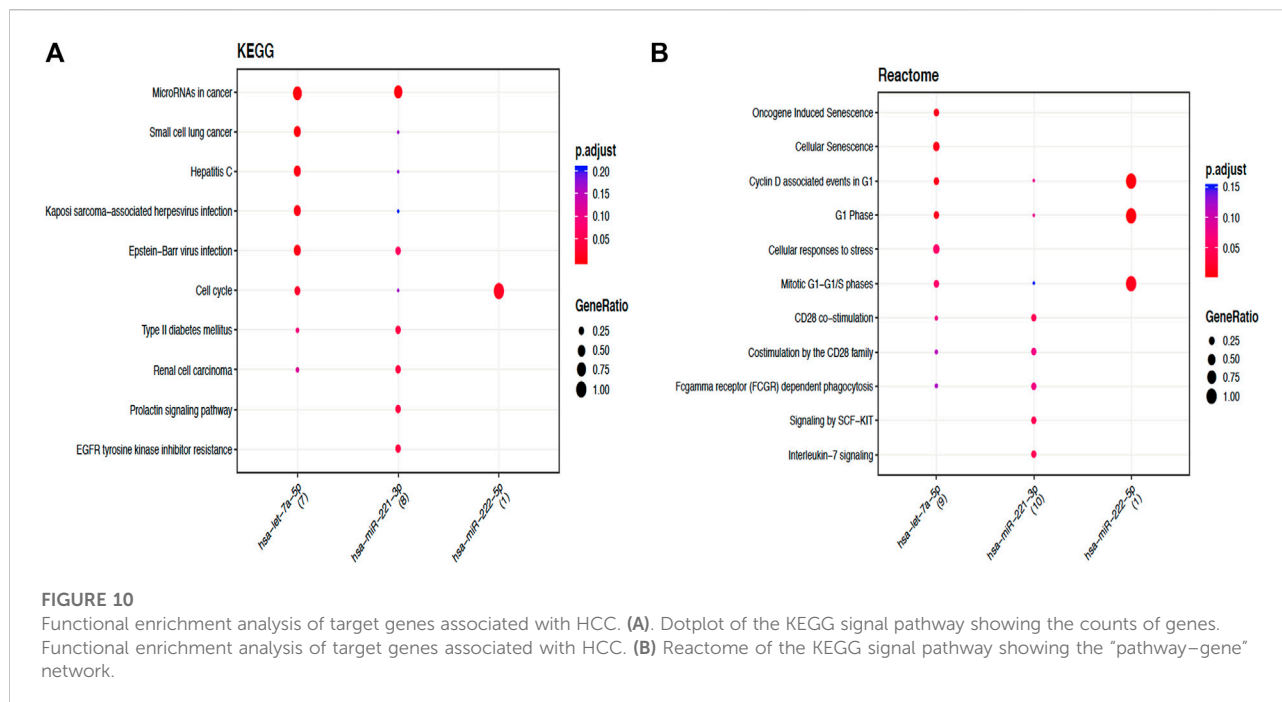 A
KEGG
MicroRNAs in cancer
Small cell lung cancer
Hepatitis C
Kaposi sarcoma−associated herpesvirus infection
Epstein−Barr virus infection
Cell cycle
Type II diabetes mellitus
Renal cell carcinoma
Prolactin signaling pathway
EGFR tyrosine kinase inhibitor resistance
hsa−let−7a−5p
(7)
hsa−miR−221−3p
(8)
hsa−miR−222−5p
(1)
p.adjust
0.20
0.15
0.10
0.05
GeneRatio
0.25
0.50
0.75
1.00
B
Reactome
Oncogene Induced Senescence
Cellular Senescence
Cyclin D associated events in G1
G1 Phase
Cellular responses to stress
Mitotic G1−G1/S phases
CD28 co−stimulation
Costimulation by the CD28 family
Fcgamma receptor (FCGR) dependent phagocytosis
Signaling by SCF−KIT
Interleukin−7 signaling
hsa−let−7a−5p
(9)
hsa−miR−221−3p
(10)
hsa−miR−222−5p
(1)
p.adjust
0.15
0.10
0.05
GeneRatio
0.25
0.50
0.75
1.00
FIGURE 10
Functional enrichment analysis of target genes associated with HCC. (A). Dotplot of the KEGG signal pathway showing the counts of genes.
Functional enrichment analysis of target genes associated with HCC. (B) Reactome of the KEGG signal pathway showing the “pathway–gene”
network.